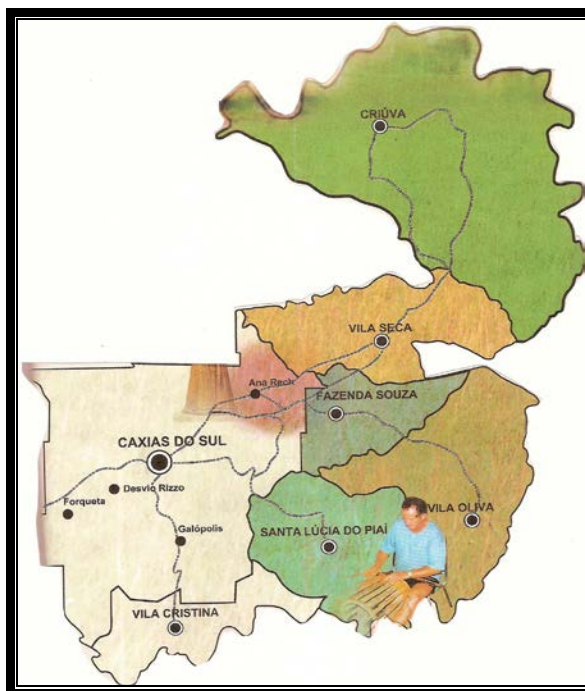 CRIÚVA
VILA SECA
Ana Rech
FAZENDA SOUZA
CAXIAS DO SUL
Desvio Rizzo
Forqueta
VILA OLIVA
Galópolis
SANTA LÚCIA DO PIAÍ
VILA CRISTINA